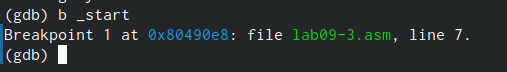 (gdb) b _start
Breakpoint 1 at 0x80490e8: file lab09-3.asm, line 7.
(gdb)